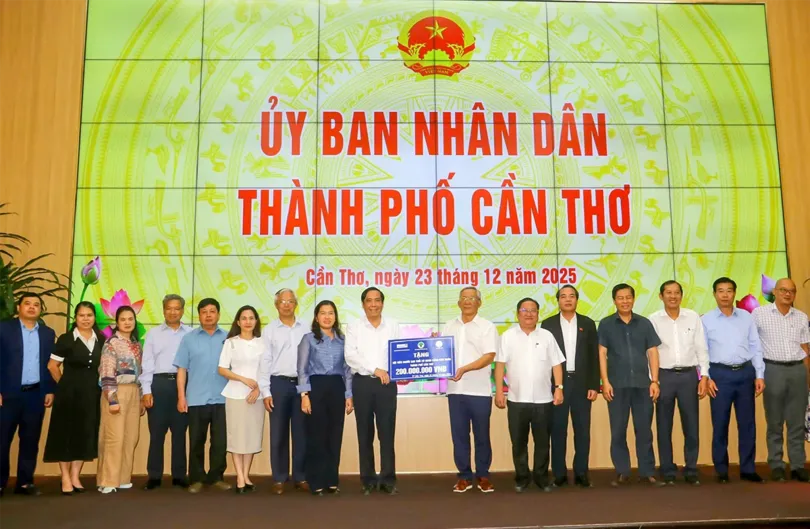 ỦY BAN NHÂN DÂN
THÀNH PHỐ CẦN THƠ
Cần Thơ, ngày 23 tháng 12 năm 2025
TẶNG
200.000.000 VNĐ